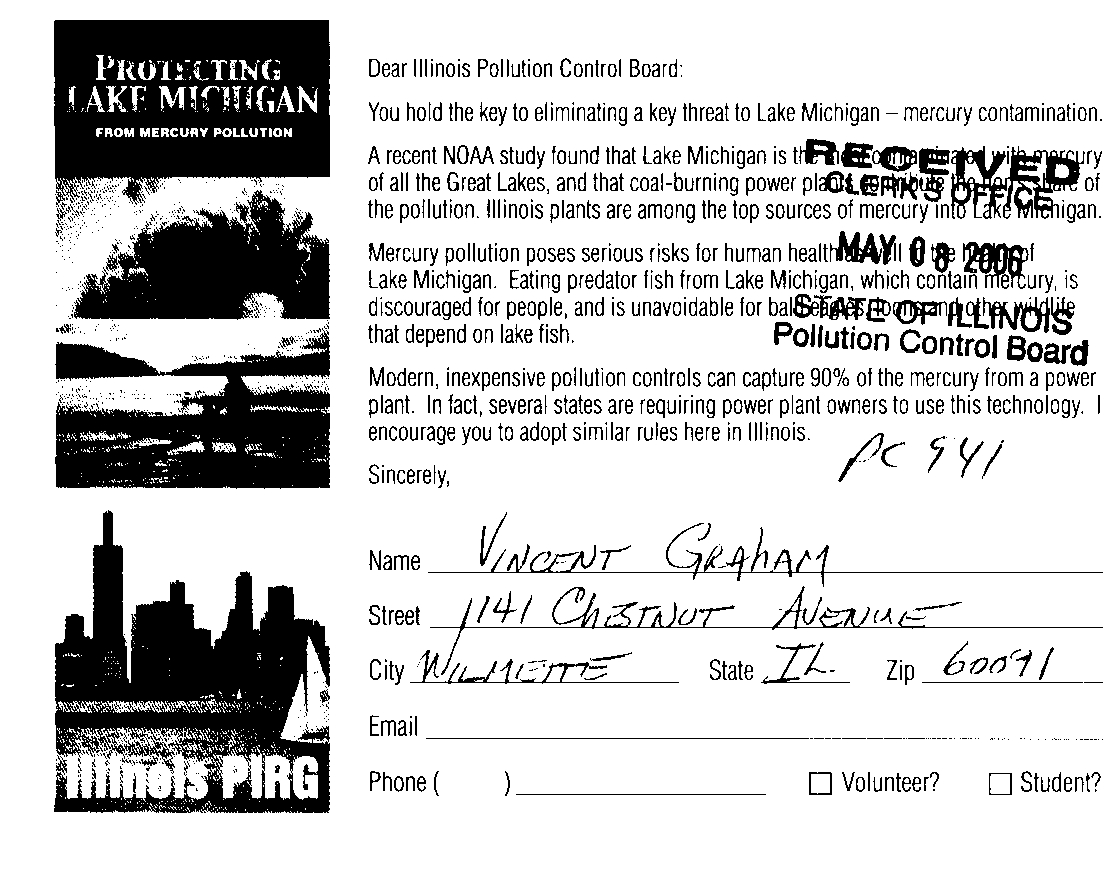 PROTECTING
LAKE MICHIGAN
FROM MERCURY POLLUTION
Illinois PIRG
Dear Illinois Pollution Control Board:
You hold the key to eliminating a key threat to Lake Michigan – mercury contamination.
A recent NOAA study found that Lake Michigan is the most contaminated with mercury
of all the Great Lakes, and that coal-burning power plants contribute the lion's share of
the pollution. Illinois plants are among the top sources of mercury into Lake Michigan.
RECEIVED
CLERK'S OFFICE
MAY 08 2006
STATE OF ILLINOIS
Pollution Control Board
Mercury pollution poses serious risks for human health as well to the health of
Lake Michigan. Eating predator fish from Lake Michigan, which contain mercury, is
discouraged for people, and is unavoidable for bald eagles, loons and other wildlife
that depend on lake fish.
Modern, inexpensive pollution controls can capture 90% of the mercury from a power
plant. In fact, several states are requiring power plant owners to use this technology. I
encourage you to adopt similar rules here in Illinois.
PC 941
Sincerely,
Name VINCENT GRAHAM
Street 1141 CHESTNUT AVENUE
City WILMETTE State IL. Zip 60091
Email
Phone ( )
Volunteer? Student?